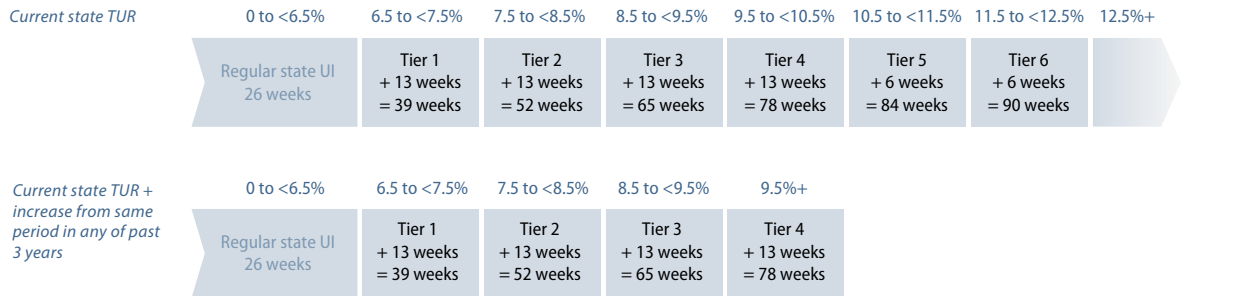 Current state TUR
0 to <6.5%
6.5 to <7.5%
7.5 to <8.5%
8.5 to <9.5%
9.5 to <10.5%
10.5 to <11.5%
11.5 to <12.5%
12.5%+
Regular state UI
26 weeks
Tier 1
+ 13 weeks
= 39 weeks
Tier 2
+ 13 weeks
= 52 weeks
Tier 3
+ 13 weeks
= 65 weeks
Tier 4
+ 13 weeks
= 78 weeks
Tier 5
+ 6 weeks
= 84 weeks
Tier 6
+ 6 weeks
= 90 weeks
Current state TUR +
increase from same
period in any of past
3 years
0 to <6.5%
6.5 to <7.5%
7.5 to <8.5%
8.5 to <9.5%
9.5%+
Regular state UI
26 weeks
Tier 1
+ 13 weeks
= 39 weeks
Tier 2
+ 13 weeks
= 52 weeks
Tier 3
+ 13 weeks
= 65 weeks
Tier 4
+ 13 weeks
= 78 weeks